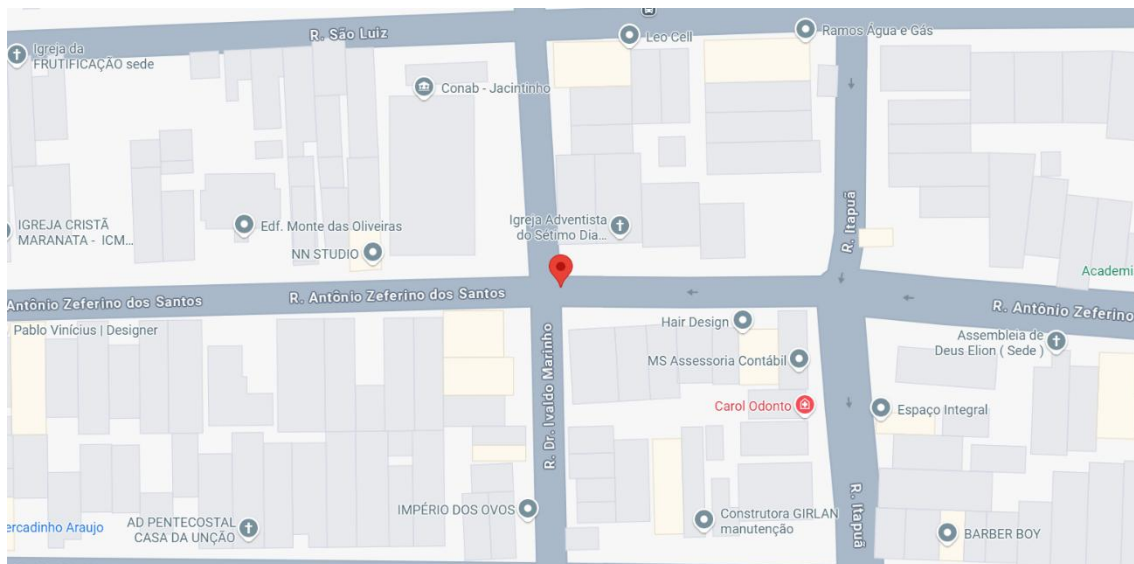 R. São Luiz
Leo Cell
Ramos Água e Gás
Igreja da
FRUTIFICAÇÃO sede
Conab - Jacintinho
IGREJA CRISTÃ
MARANATA - ICM...
Edf. Monte das Oliveiras
NN STUDIO
Igreja Adventista
do Sétimo Dia...
R. Itapuã
Academi
Antônio Zeferino dos Santos
R. Antônio Zeferino dos Santos
R. Antônio Zeferino
Pablo Vinícius | Designer
Hair Design
MS Assessoria Contábil
Assembleia de
Deus Elion ( Sede )
R. Dr. Ivaldo Marinho
Carol Odonto
Espaço Integral
IMPÉRIO DOS OVOS
AD PENTECOSTAL
CASA DA UNÇÃO
ercadinho Araujo
Construtora GIRLAN
manutenção
R. Itapuã
BARBER BOY